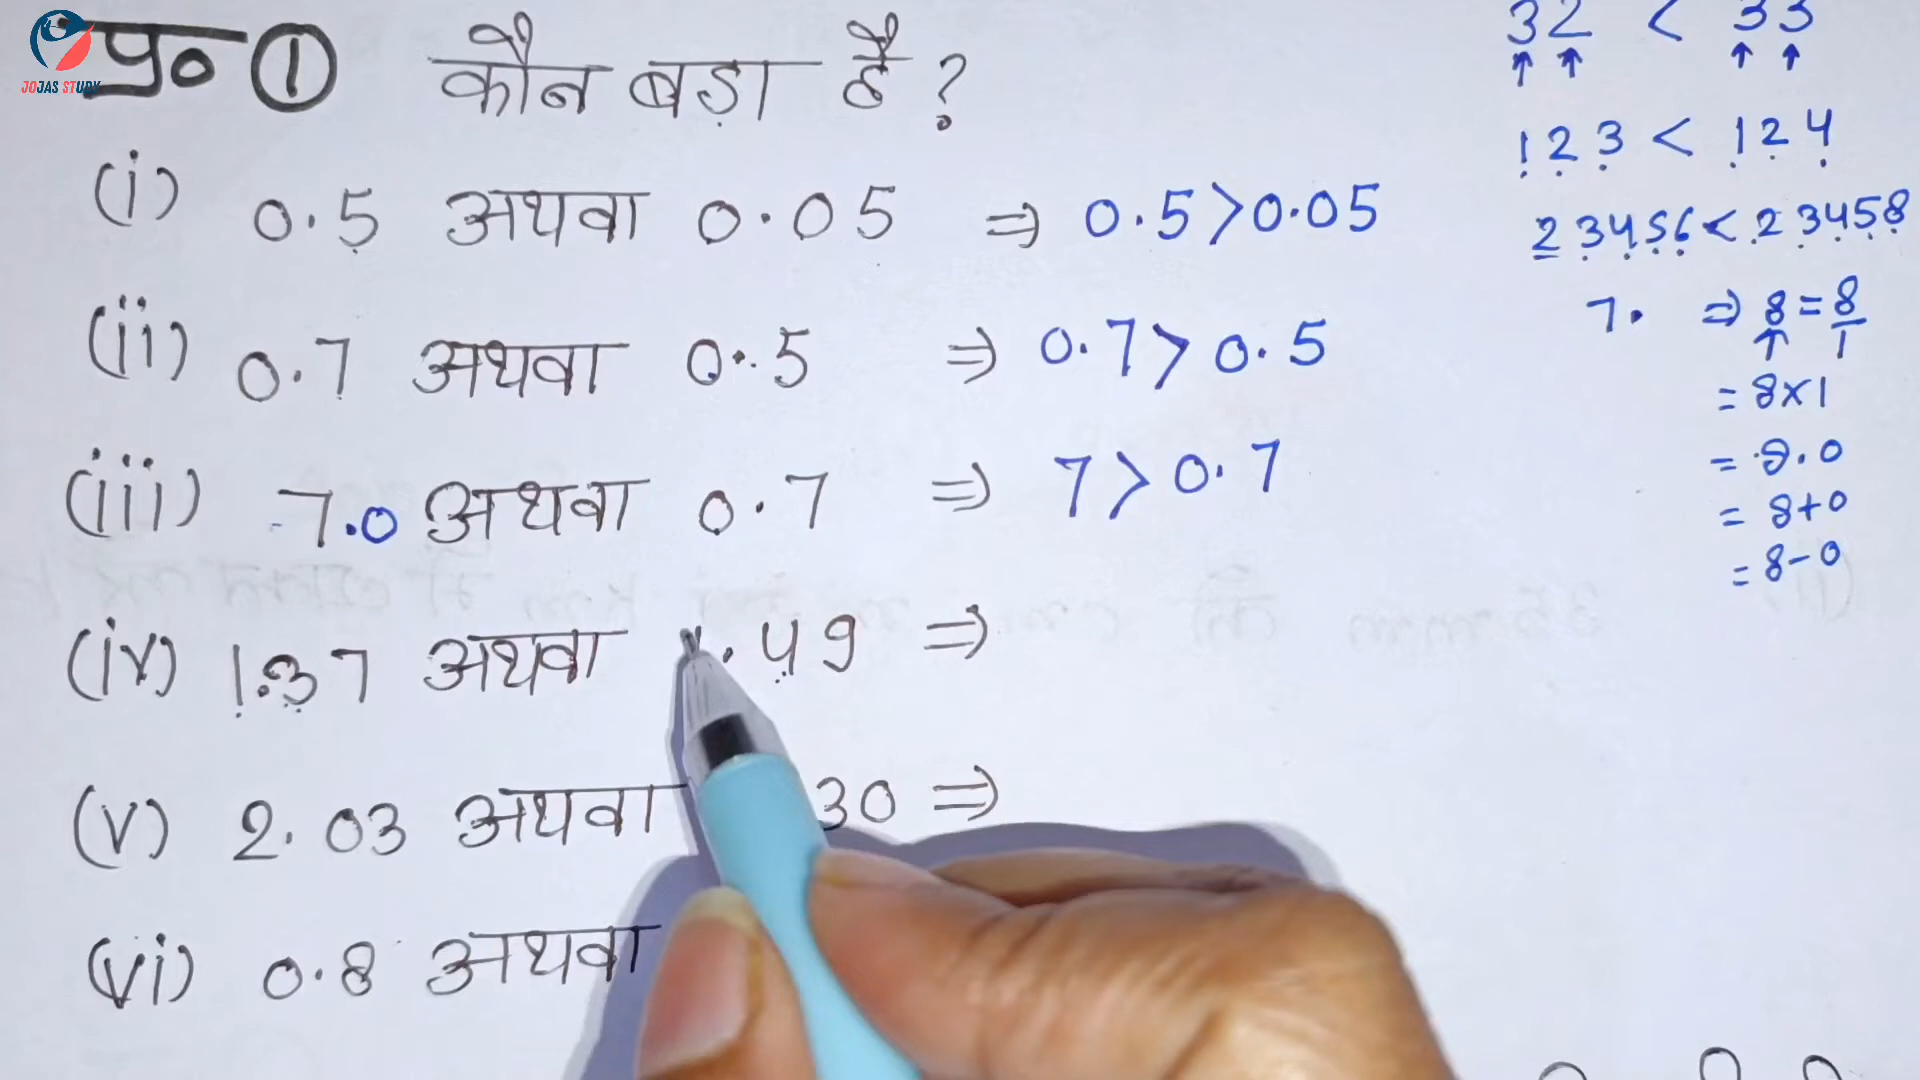 JOJAS STUDY
प्र० ① कौन बड़ा है ?
(i) 0.5 अथवा 0.05 ⇒ 0.5 > 0.05
(ii) 0.7 अथवा 0.5 ⇒ 0.7 > 0.5
(iii) 7.0 अथवा 0.7 ⇒ 7 > 0.7
(iv) 1.37 अथवा .49 ⇒
(v) 2.03 अथवा 30 ⇒
(vi) 0.8 अथवा
32 < 33
123 < 124
23456 < 23458
7. ⇒ 8 = 8/1
= 8×1
= 8.0
= 8+0
= 8-0